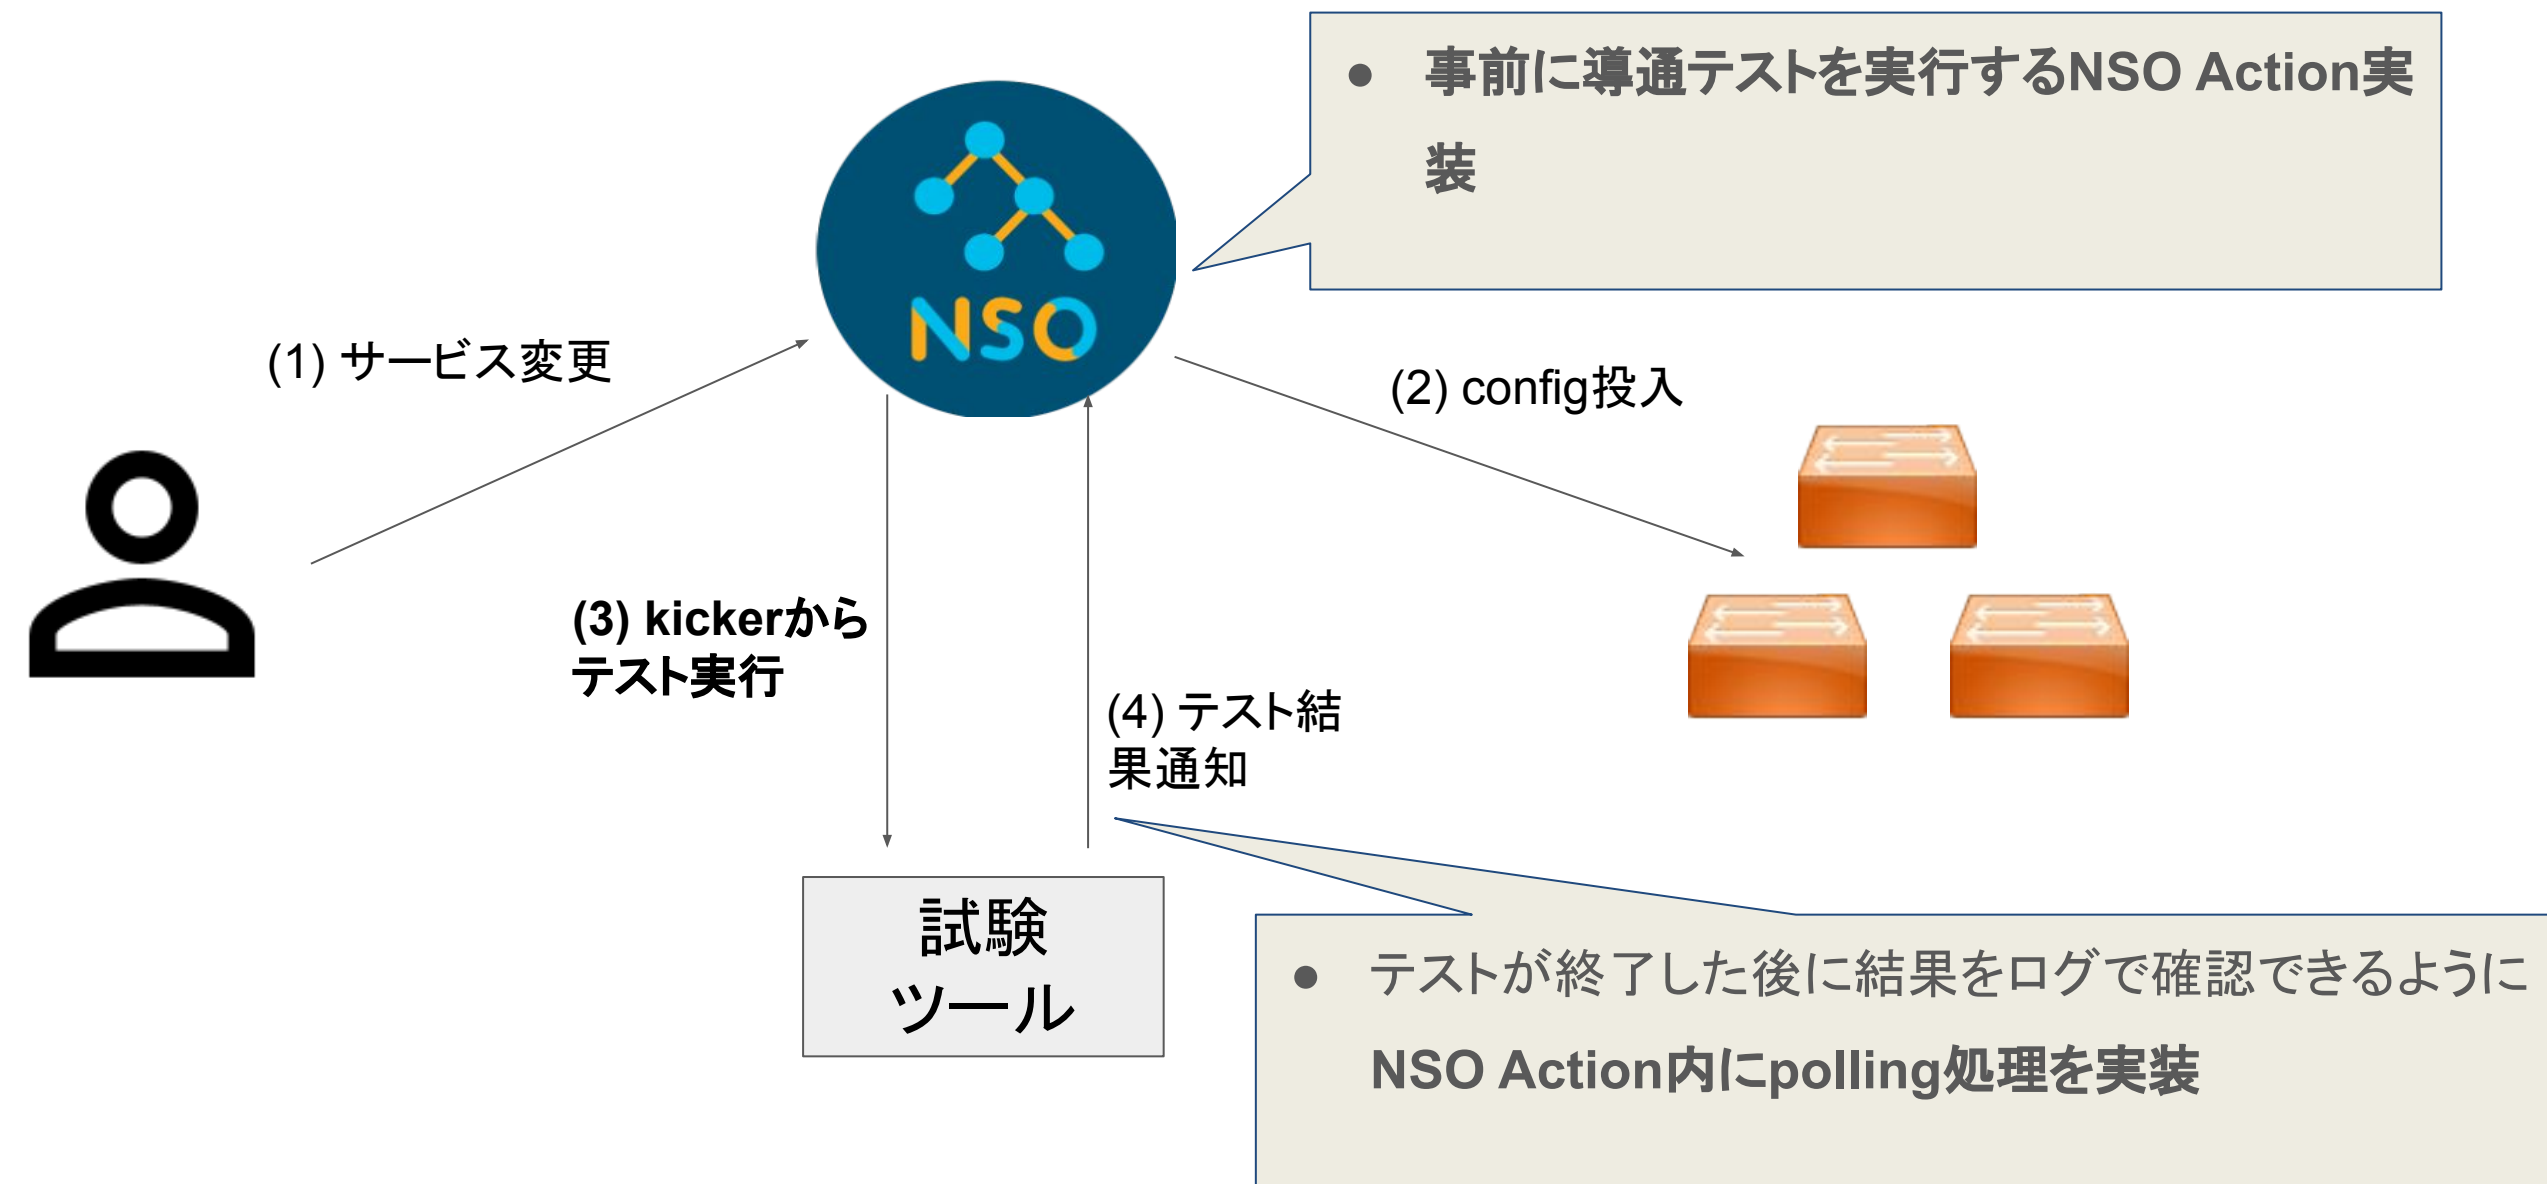 ● 事前に導通テストを実行するNSO Action実
装
NSO
(1) サービス変更
(2) config投入
(3) kickerから
テスト実行
(4) テスト結
果通知
試験
ツール
● テストが終了した後に結果をログで確認できるように
NSO Action内にpolling処理を実装